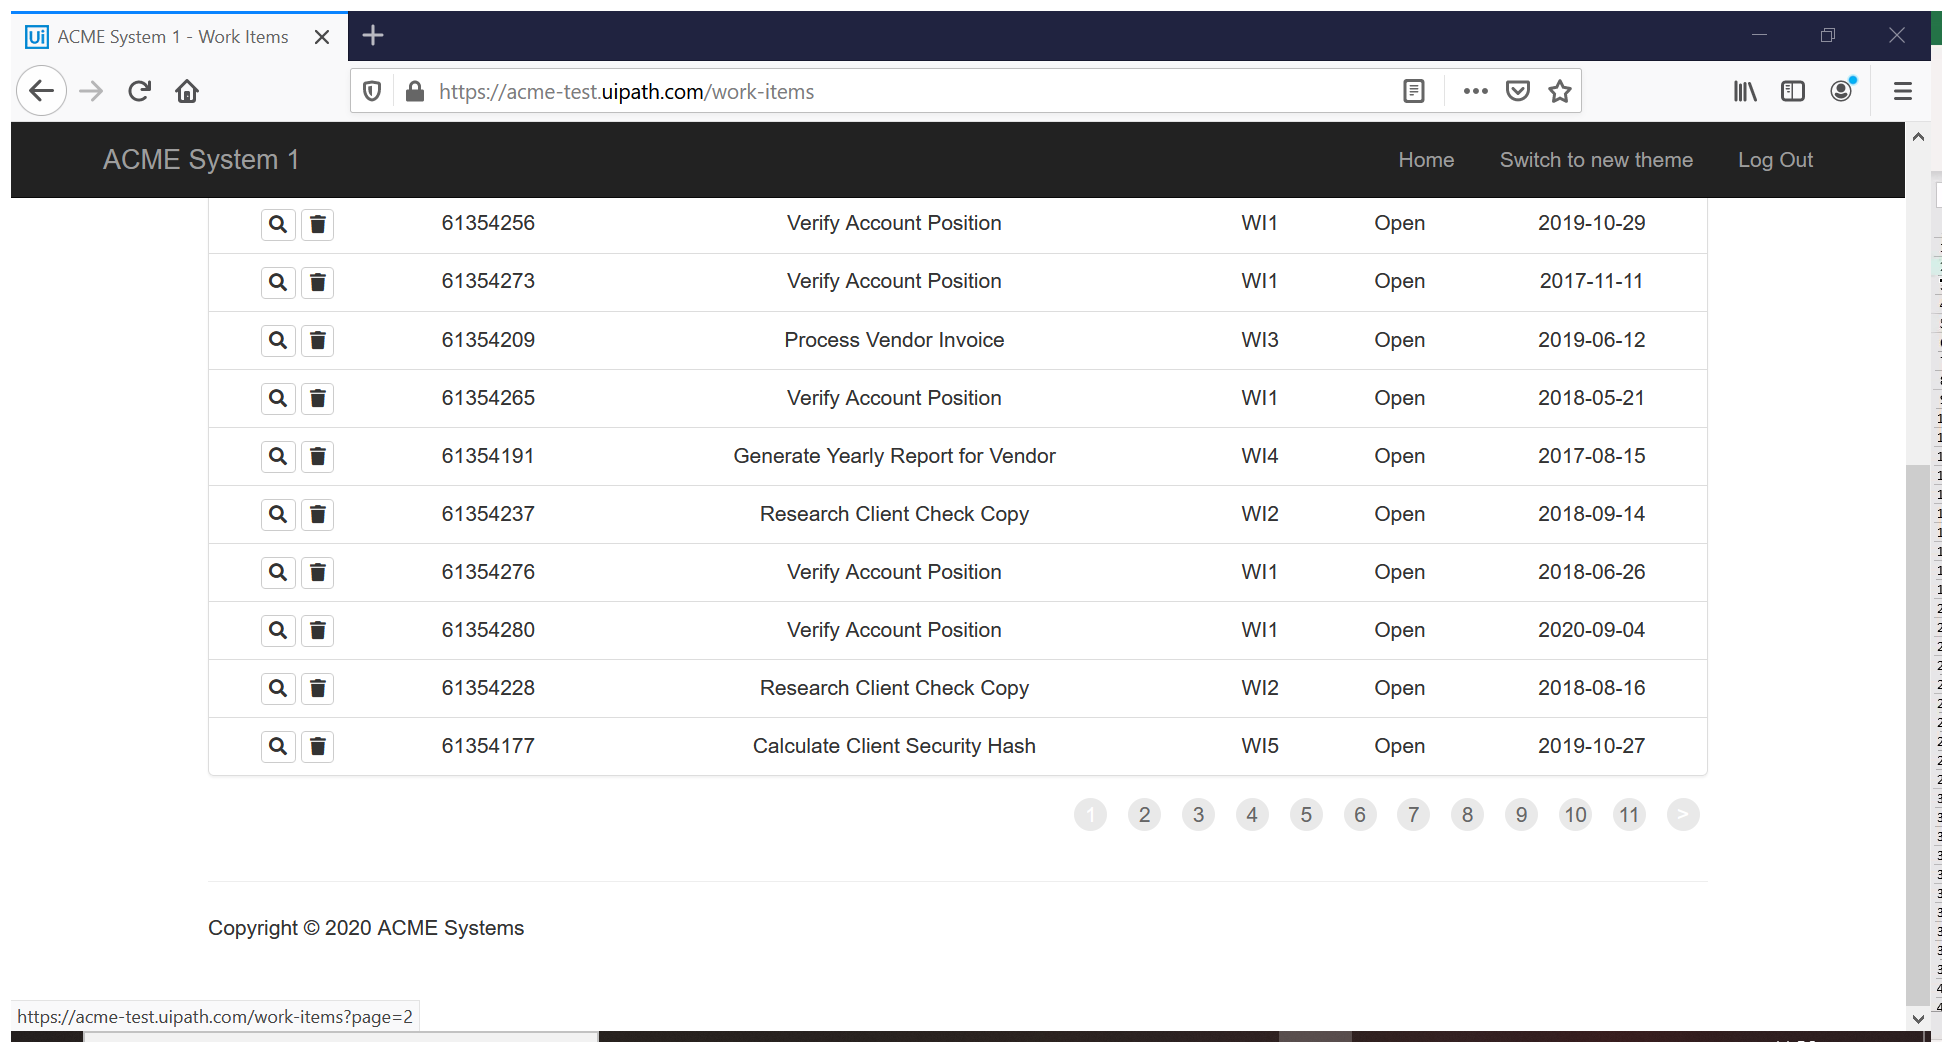 Ui ACME System 1 - Work Items
https://acme-test.uipath.com/work-items
ACME System 1 Home Switch to new theme Log Out
61354256 Verify Account Position WI1 Open 2019-10-29
61354273 Verify Account Position WI1 Open 2017-11-11
61354209 Process Vendor Invoice WI3 Open 2019-06-12
61354265 Verify Account Position WI1 Open 2018-05-21
61354191 Generate Yearly Report for Vendor WI4 Open 2017-08-15
61354237 Research Client Check Copy WI2 Open 2018-09-14
61354276 Verify Account Position WI1 Open 2018-06-26
61354280 Verify Account Position WI1 Open 2020-09-04
61354228 Research Client Check Copy WI2 Open 2018-08-16
61354177 Calculate Client Security Hash WI5 Open 2019-10-27
1 2 3 4 5 6 7 8 9 10 11 >
Copyright © 2020 ACME Systems
https://acme-test.uipath.com/work-items?page=2